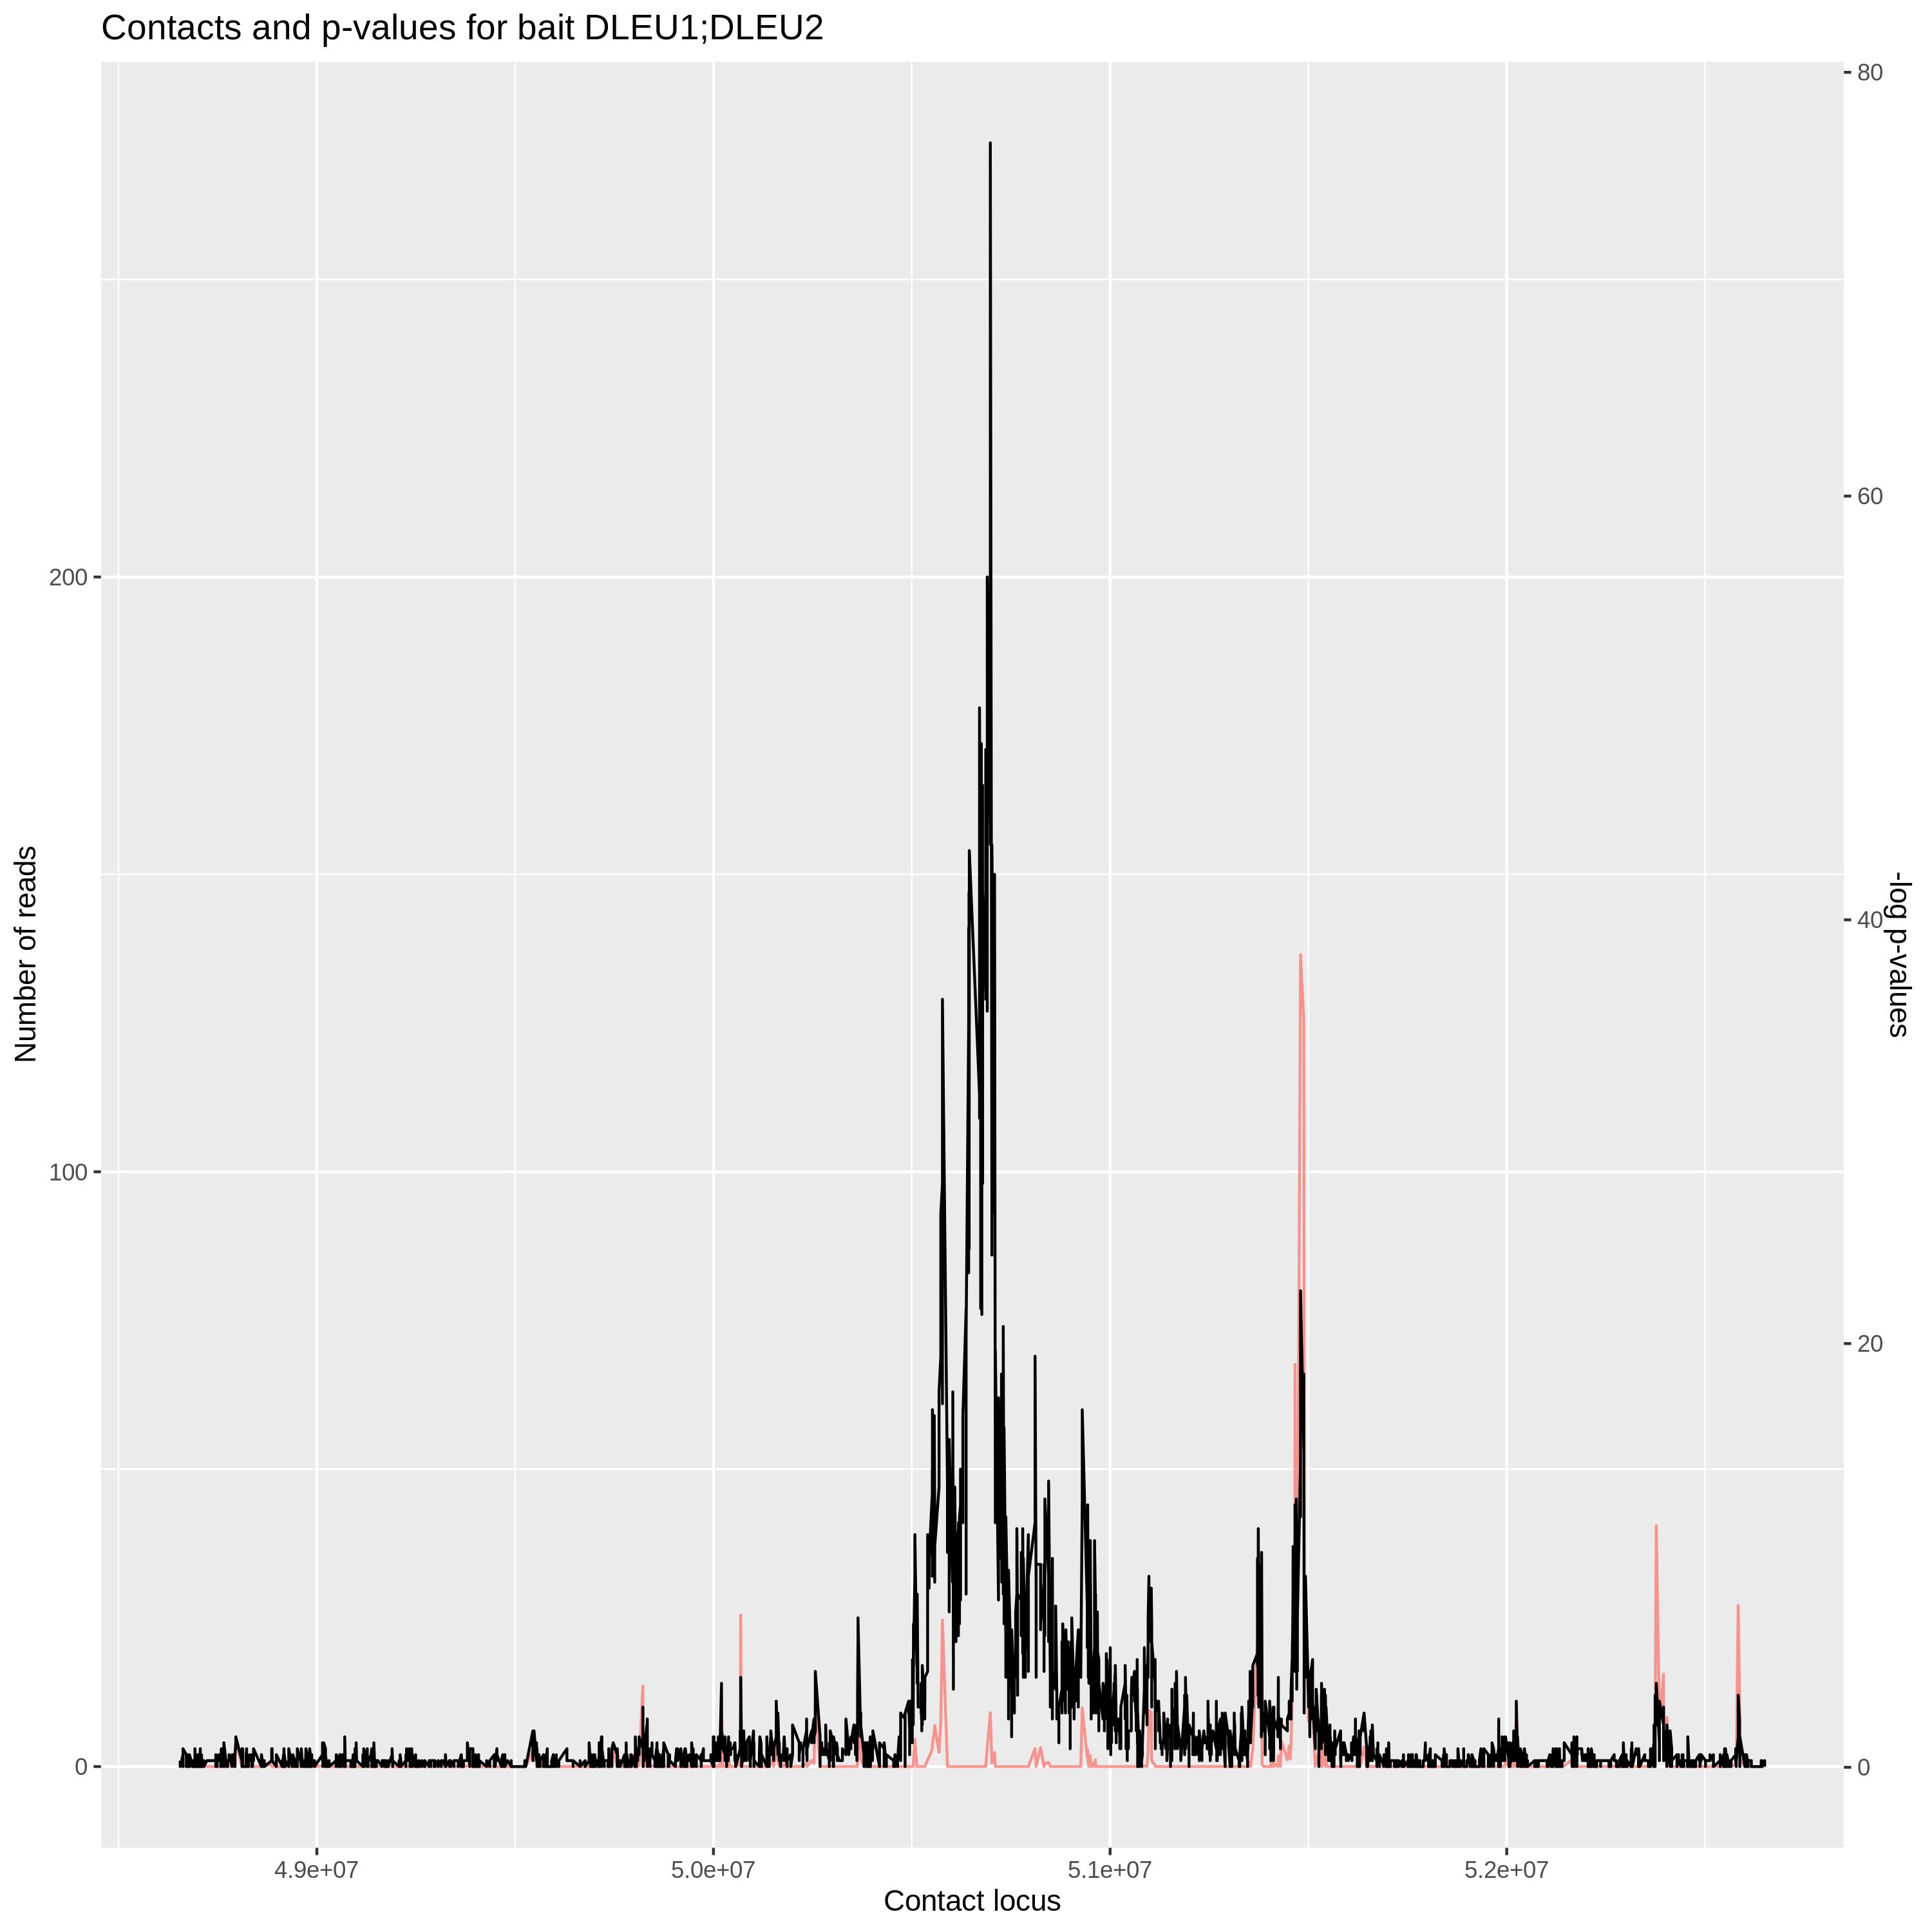 Contacts and p-values for bait DLEU1;DLEU2
80
60
200
40
100
20
0
0
Number of reads
-log p-values
4.9e+07
5.0e+07
5.1e+07
5.2e+07
Contact locus